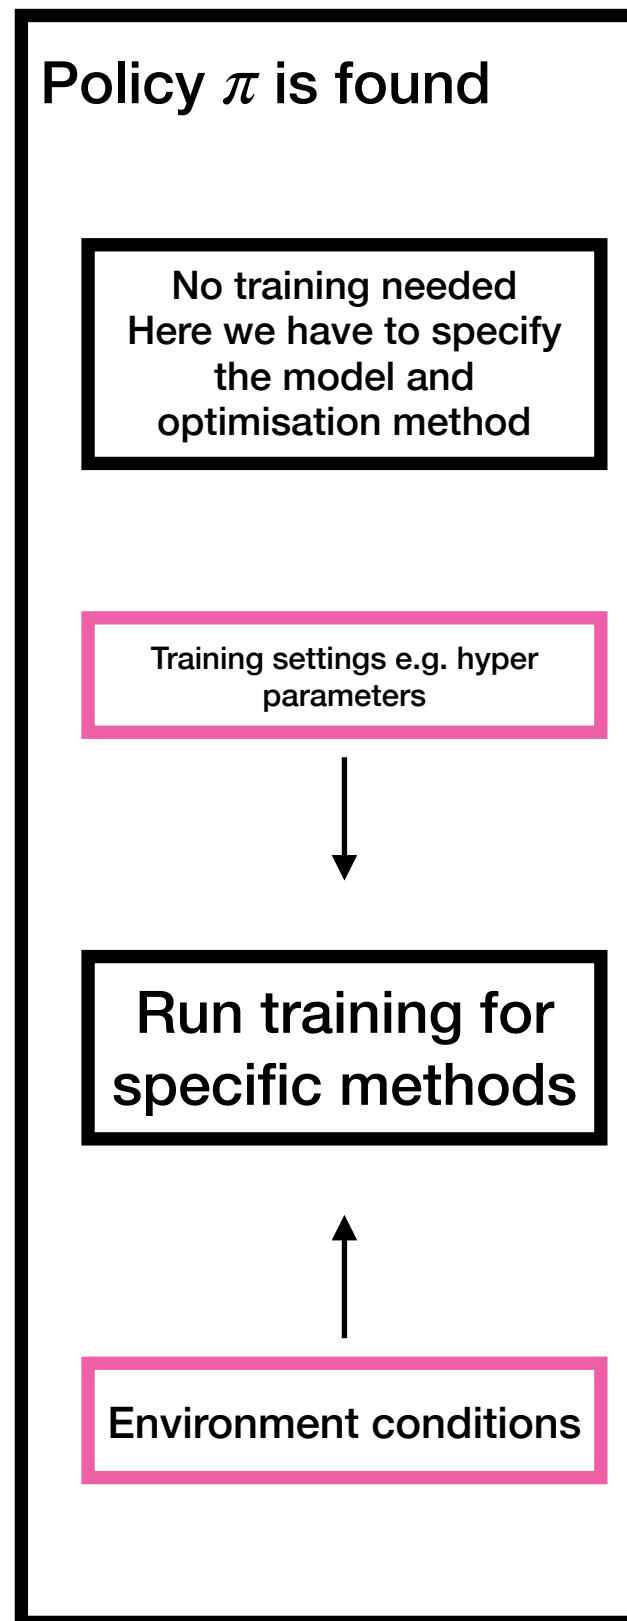 Policy π is found
No training needed
Here we have to specify
the model and
optimisation method
Training settings e.g. hyper
parameters
Run training for
specific methods
Environment conditions